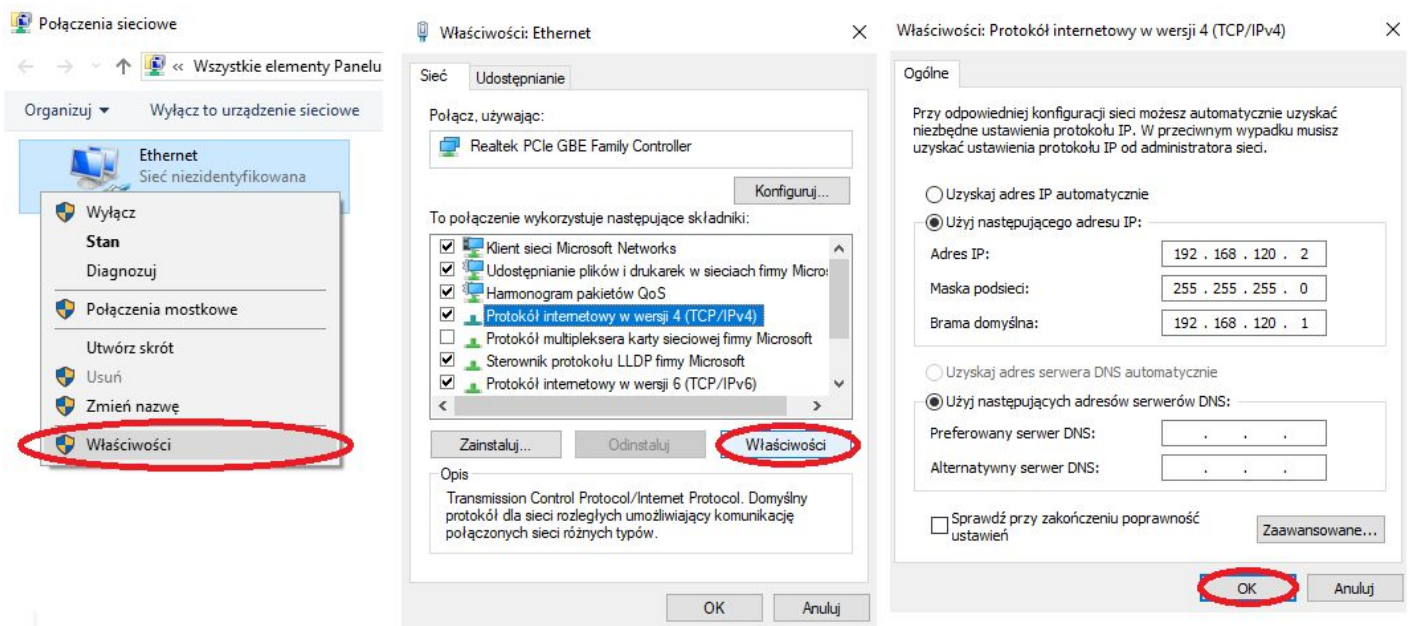 Połączenia sieciowe
« Wszystkie elementy Panelu
Organizuj
Wyłącz to urządzenie sieciowe
Ethernet
Sieć niezidentyfikowana
Wyłącz
Stan
Diagnozuj
Połączenia mostkowe
Utwórz skrót
Usuń
Zmień nazwę
Właściwości
Właściwości: Ethernet
Sieć
Udostępnianie
Połącz, używając:
Realtek PCIe GBE Family Controller
Konfiguruj...
To połączenie wykorzystuje następujące składniki:
Klient sieci Microsoft Networks
Udostępnianie plików i drukarek w sieciach firmy Micro
Harmonogram pakietów QoS
Protokół internetowy w wersji 4 (TCP/IPv4)
Protokół multipleksera karty sieciowej firmy Microsoft
Sterownik protokołu LLDP firmy Microsoft
Protokół internetowy w wersji 6 (TCP/IPv6)
Zainstaluj...
Odinstaluj
Właściwości
Opis
Transmission Control Protocol/Internet Protocol. Domyślny
protokół dla sieci rozległych umożliwiający komunikację
połączonych sieci różnych typów.
OK
Anuluj
Właściwości: Protokół internetowy w wersji 4 (TCP/IPv4)
Ogólne
Przy odpowiedniej konfiguracji sieci możesz automatycznie uzyskać
niezbędne ustawienia protokołu IP. W przeciwnym wypadku musisz
uzyskać ustawienia protokołu IP od administratora sieci.
Uzyskaj adres IP automatycznie
Użyj następującego adresu IP:
Adres IP: 192 . 168 . 120 . 2
Maska podsieci: 255 . 255 . 255 . 0
Brama domyślna: 192 . 168 . 120 . 1
Uzyskaj adres serwera DNS automatycznie
Użyj następujących adresów serwerów DNS:
Preferowany serwer DNS: . . .
Alternatywny serwer DNS: . . .
Sprawdź przy zakończeniu poprawność
ustawień
Zaawansowane...
OK
Anuluj